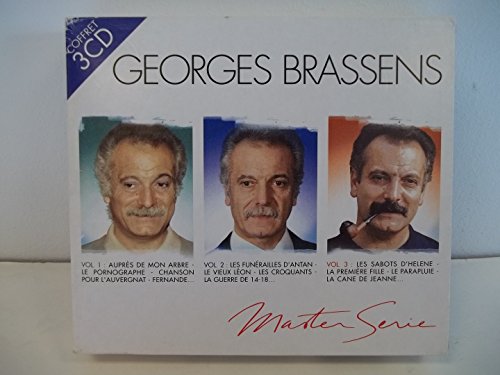 COFFRET
3CD
GEORGES BRASSENS
VOL 1 : AUPRÈS DE MON ARBRE -
LE PORNOGRAPHE - CHANSON
POUR L'AUVERGNAT - FERNANDE...
VOL 2 : LES FUNÉRAILLES D'ANTAN -
LE VIEUX LÉON - LES CROQUANTS -
LA GUERRE DE 14-18...
VOL 3 : LES SABOTS D'HELENE -
LA PREMIÈRE FILLE - LE PARAPLUIE -
LA CANE DE JEANNE...
Master Serie